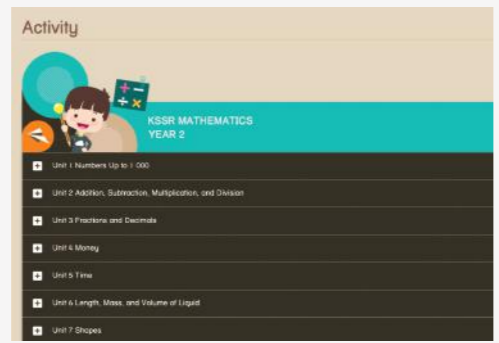 Activity
KSSR MATHEMATICS
YEAR 2
Unit 1 Numbers Up to 1 000
Unit 2 Addition, Subtraction, Multiplication, and Division
Unit 3 Fractions and Decimals
Unit 4 Money
Unit 5 Time
Unit 6 Length, Mass, and Volume of Liquid
Unit 7 Shapes